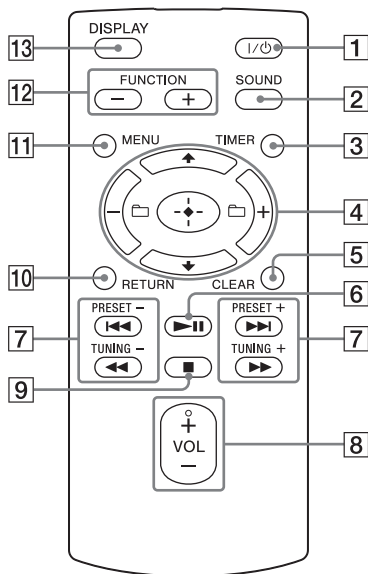 DISPLAY
13
I/⏻
1
12
FUNCTION
− +
SOUND
2
11
MENU
TIMER
3
− +
4
10
RETURN
CLEAR
5
6
7
PRESET −
PRESET +
7
TUNING −
TUNING +
9
+
VOL
−
8